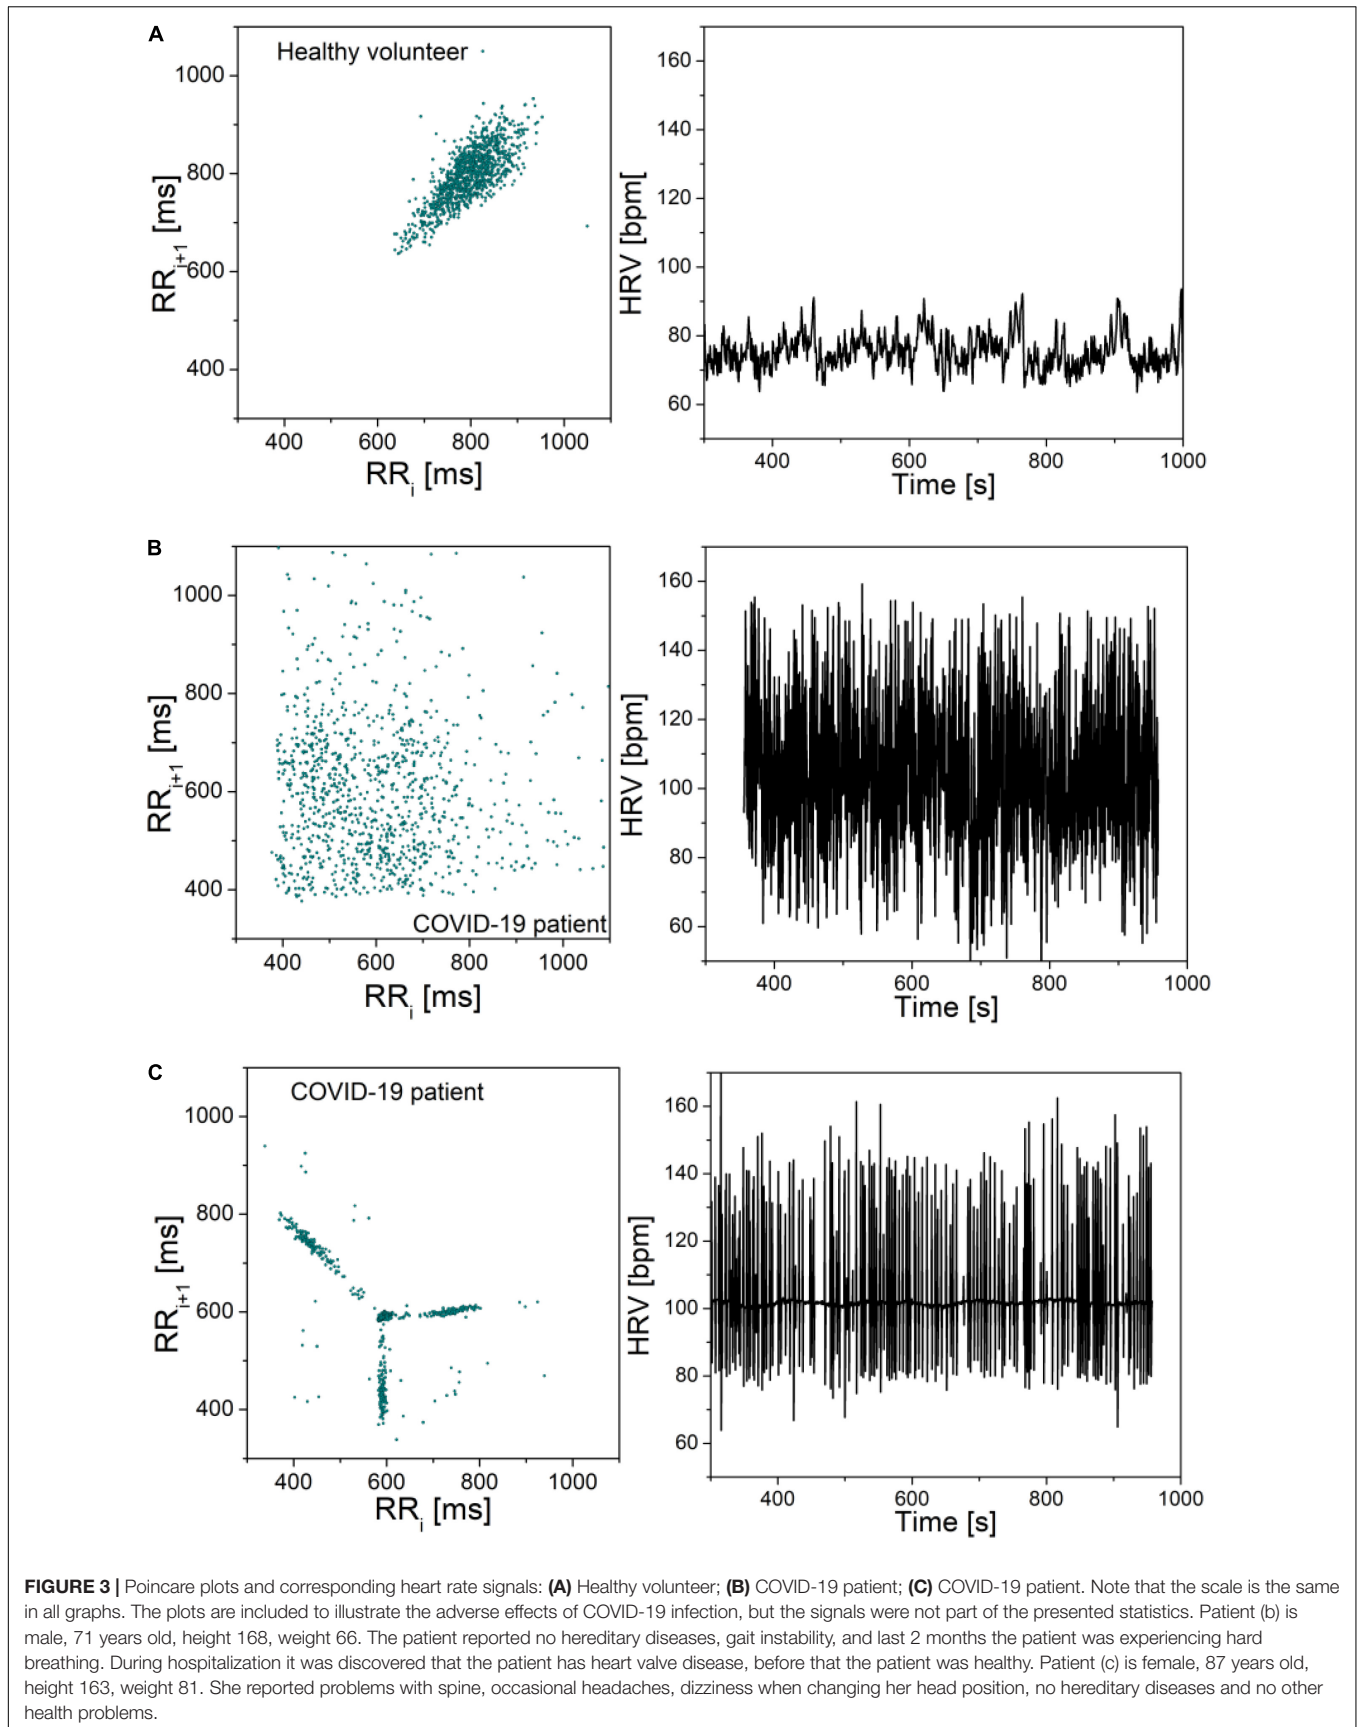 A
Healthy volunteer
1000
800
600
400
RRi+1 [ms]
400 600 800 1000
RRi [ms]
160
140
120
100
80
60
HRV [bpm[
400 600 800 1000
Time [s]
B
1000
800
600
400
RRi+1 [ms]
COVID-19 patient
400 600 800 1000
RRi [ms]
160
140
120
100
80
60
HRV [bpm]
400 600 800 1000
Time [s]
C
COVID-19 patient
1000
800
600
400
RRi+1 [ms]
400 600 800 1000
RRi [ms]
160
140
120
100
80
60
HRV [bpm]
400 600 800 1000
Time [s]
FIGURE 3 | Poincare plots and corresponding heart rate signals: (A) Healthy volunteer; (B) COVID-19 patient; (C) COVID-19 patient. Note that the scale is the same
in all graphs. The plots are included to illustrate the adverse effects of COVID-19 infection, but the signals were not part of the presented statistics. Patient (b) is
male, 71 years old, height 168, weight 66. The patient reported no hereditary diseases, gait instability, and last 2 months the patient was experiencing hard
breathing. During hospitalization it was discovered that the patient has heart valve disease, before that the patient was healthy. Patient (c) is female, 87 years old,
height 163, weight 81. She reported problems with spine, occasional headaches, dizziness when changing her head position, no hereditary diseases and no other
health problems.